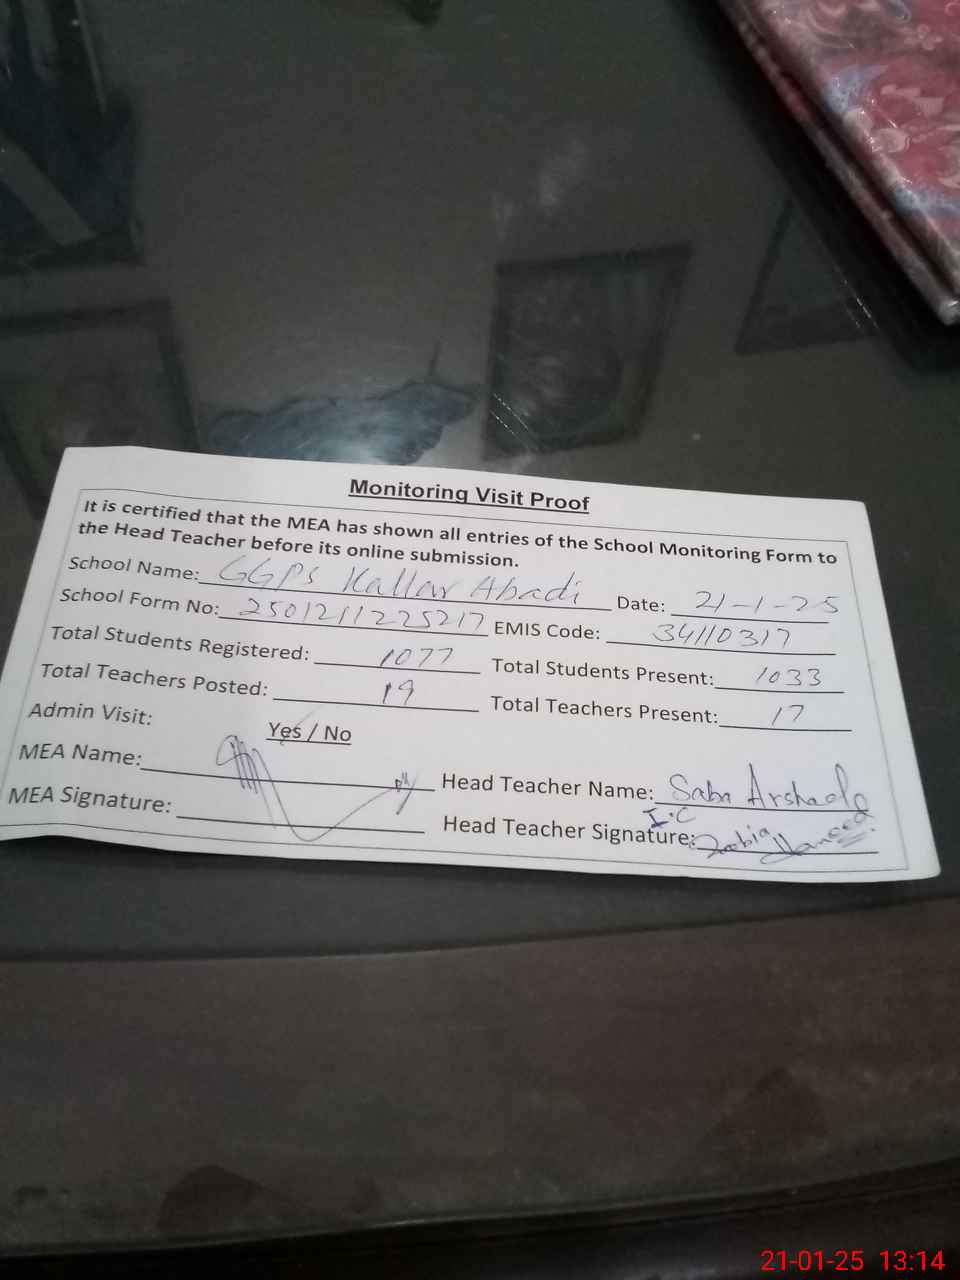 Monitoring Visit Proof
It is certified that the MEA has shown all entries of the School Monitoring Form to
the Head Teacher before its online submission.
School Name: GGPS Kallar Abadi Date: 21-1-25
School Form No: 2501211225217 EMIS Code: 34110317
Total Students Registered: 1077 Total Students Present: 1033
Total Teachers Posted: 19 Total Teachers Present: 17
Admin Visit: Yes / No
MEA Name: Head Teacher Name: Saba Arshad
I.C
MEA Signature: Head Teacher Signature:
21-01-25 13:14